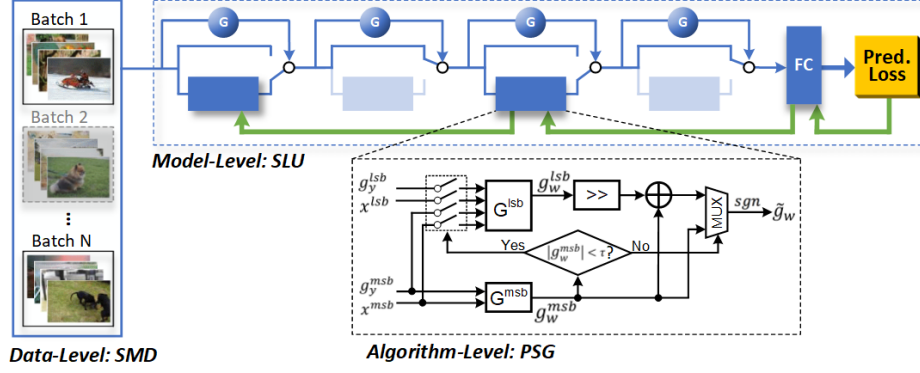 Batch 1
Batch 2
Batch N
Data-Level: SMD
G
G
G
G
FC
Pred.
Loss
Model-Level: SLU
g_y^{lsb}
x^{lsb}
G^{lsb}
g_w^{lsb}
>>
MUX
sgn
g̃_w
Yes
|g_w^{msb}| < τ?
No
g_y^{msb}
x^{msb}
G^{msb}
g_w^{msb}
Algorithm-Level: PSG